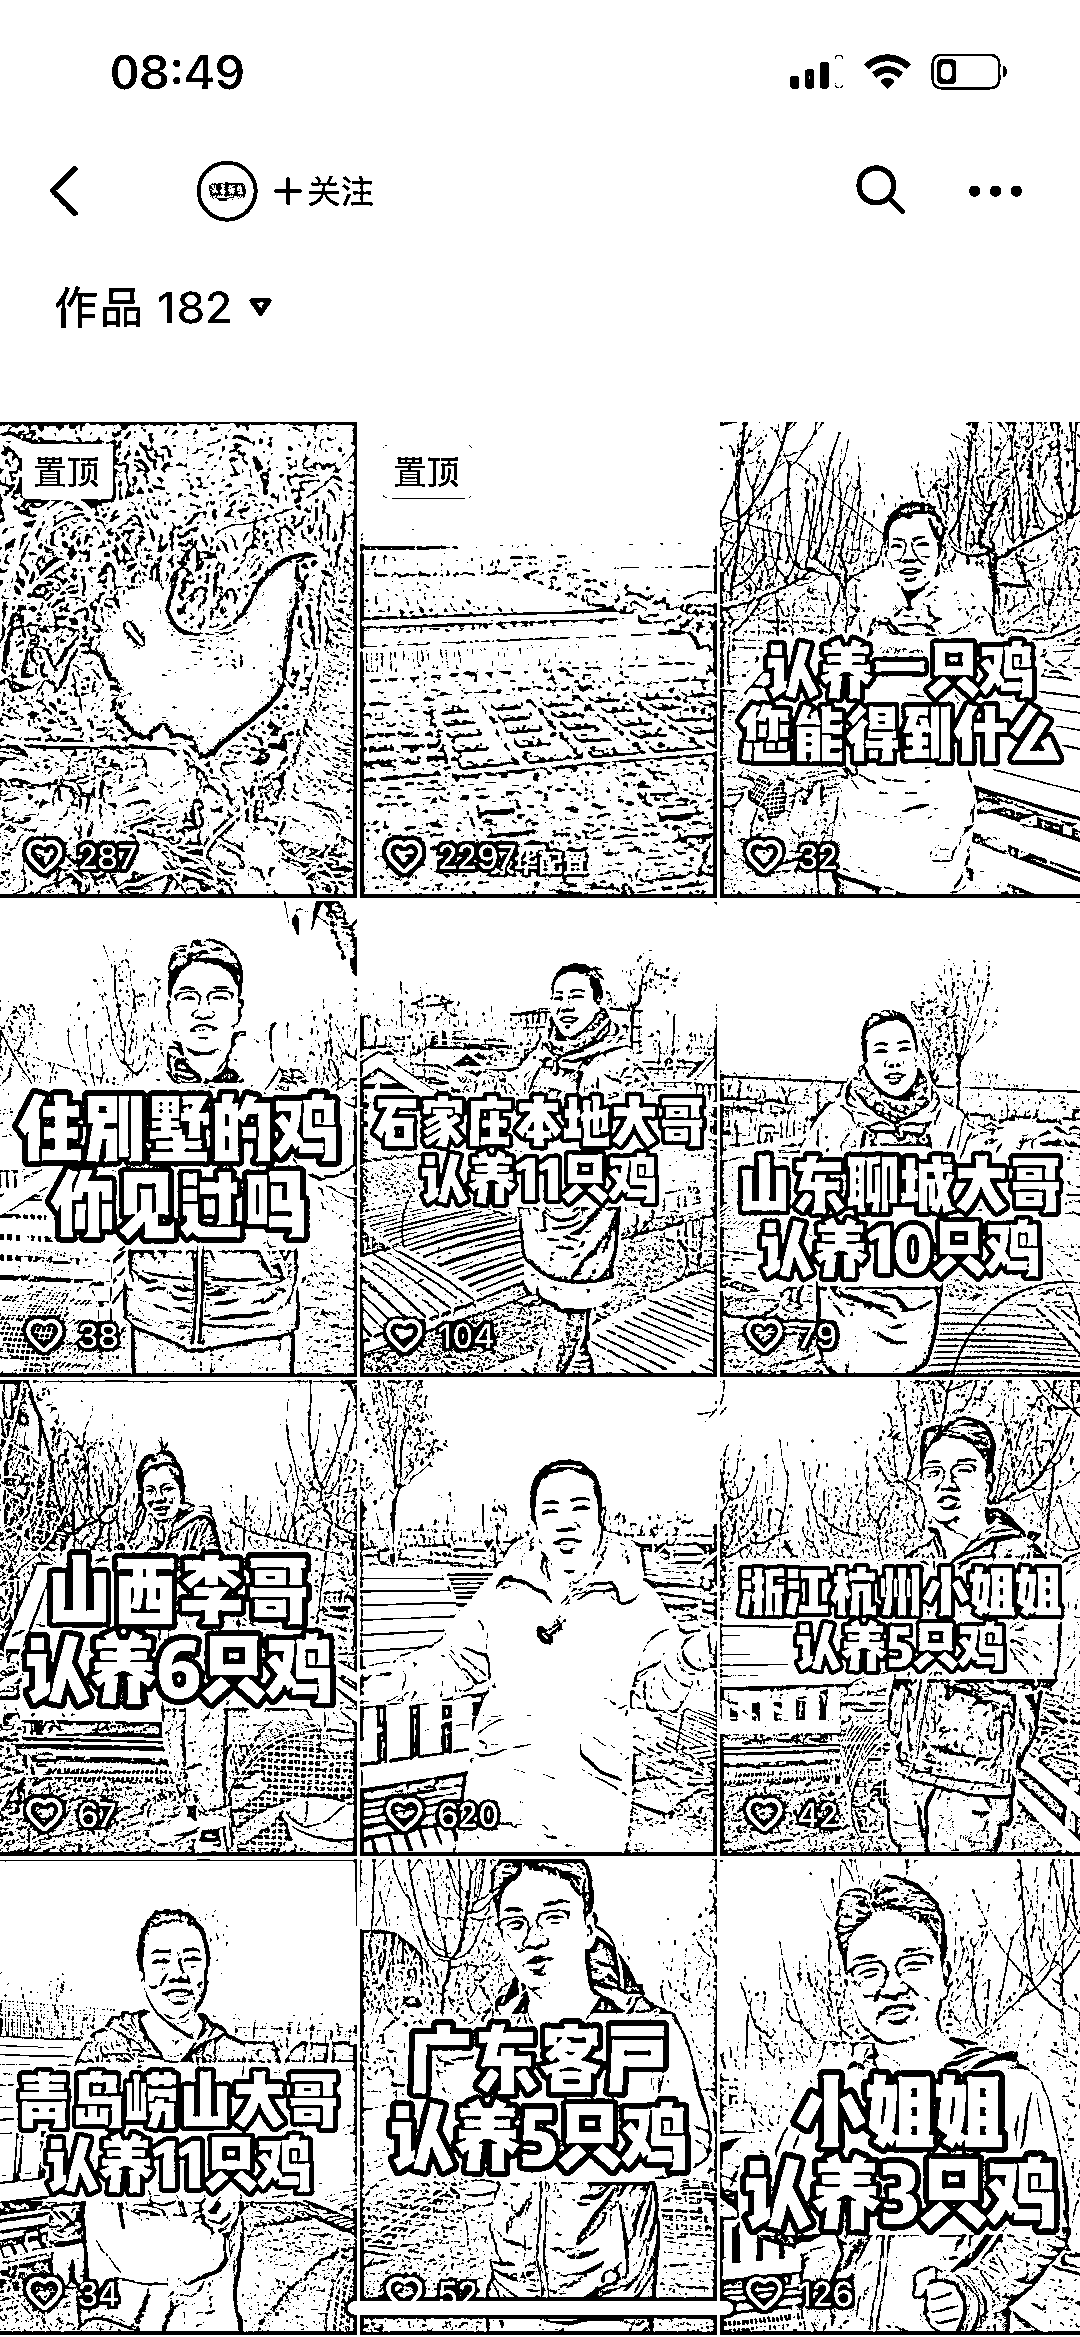 08:49
+关注
作品 182
置顶
置顶
认养一只鸡
您能得到什么
287
2297
配置
32
住别墅的鸡
你见过吗
石家庄本地大哥
认养11只鸡
山东聊城大哥
认养10只鸡
38
104
79
山西李哥
认养6只鸡
浙江杭州小姐姐
认养5只鸡
67
620
42
青岛崂山大哥
认养11只鸡
广东客户
认养5只鸡
小姐姐
认养3只鸡
34
52
126